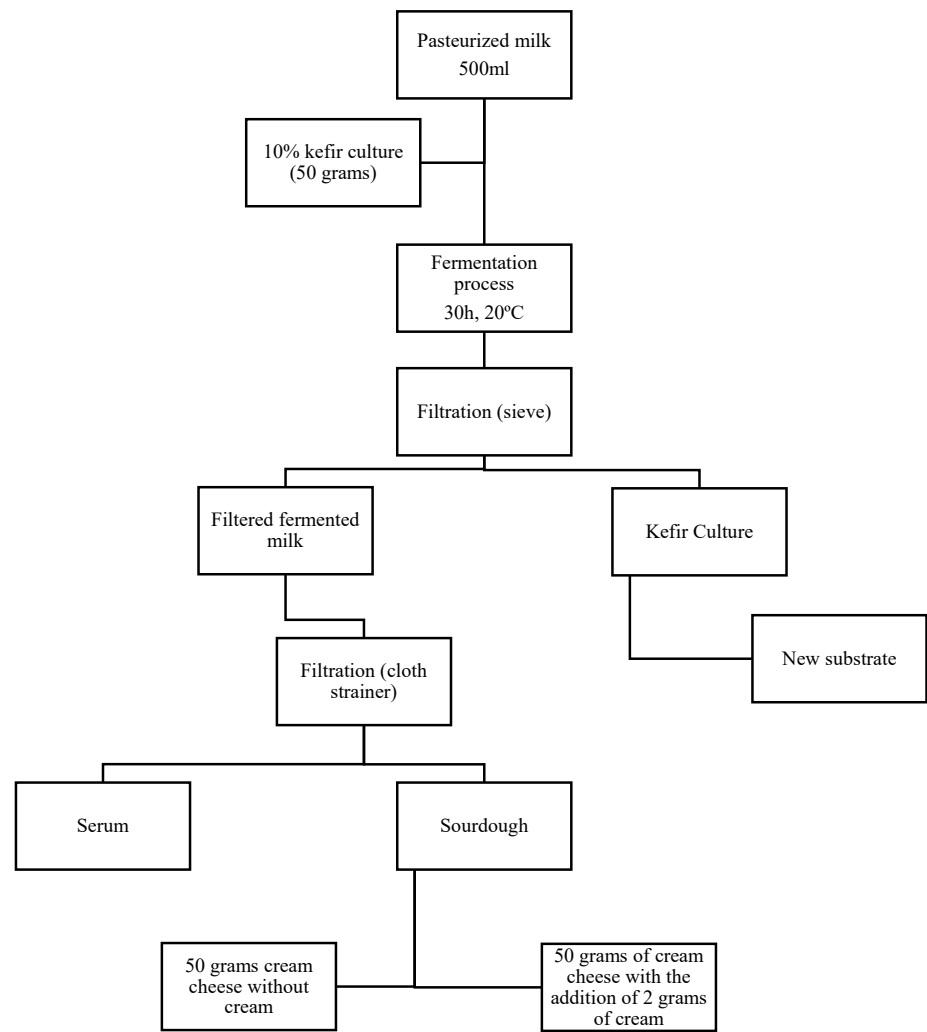 Pasteurized milk
500ml
10% kefir culture
(50 grams)
Fermentation
process
30h, 20ºC
Filtration (sieve)
Filtered fermented
milk
Kefir Culture
Filtration (cloth
strainer)
New substrate
Serum
Sourdough
50 grams cream
cheese without
cream
50 grams of cream
cheese with the
addition of 2 grams
of cream